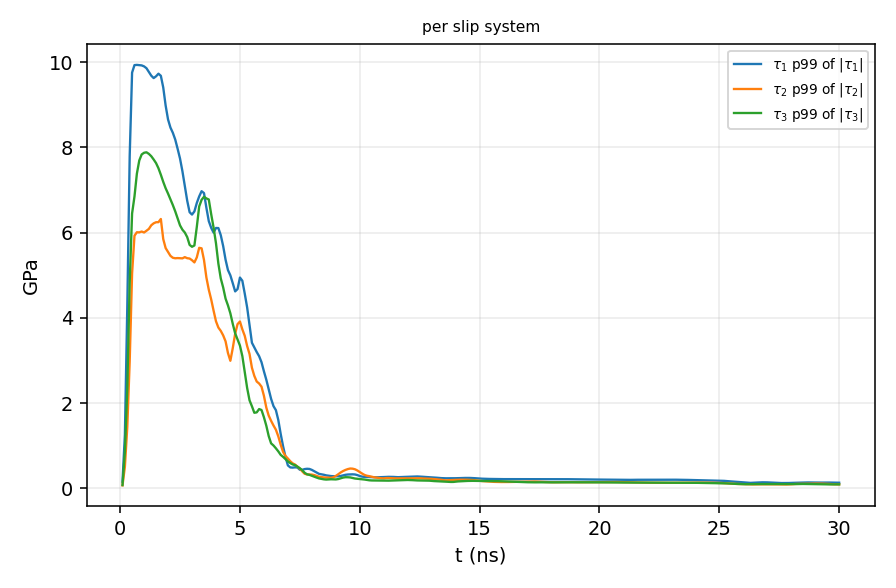 per slip system
τ₁ p99 of |τ₁|
τ₂ p99 of |τ₂|
τ₃ p99 of |τ₃|
10
8
6
4
2
0
GPa
0 5 10 15 20 25 30
t (ns)